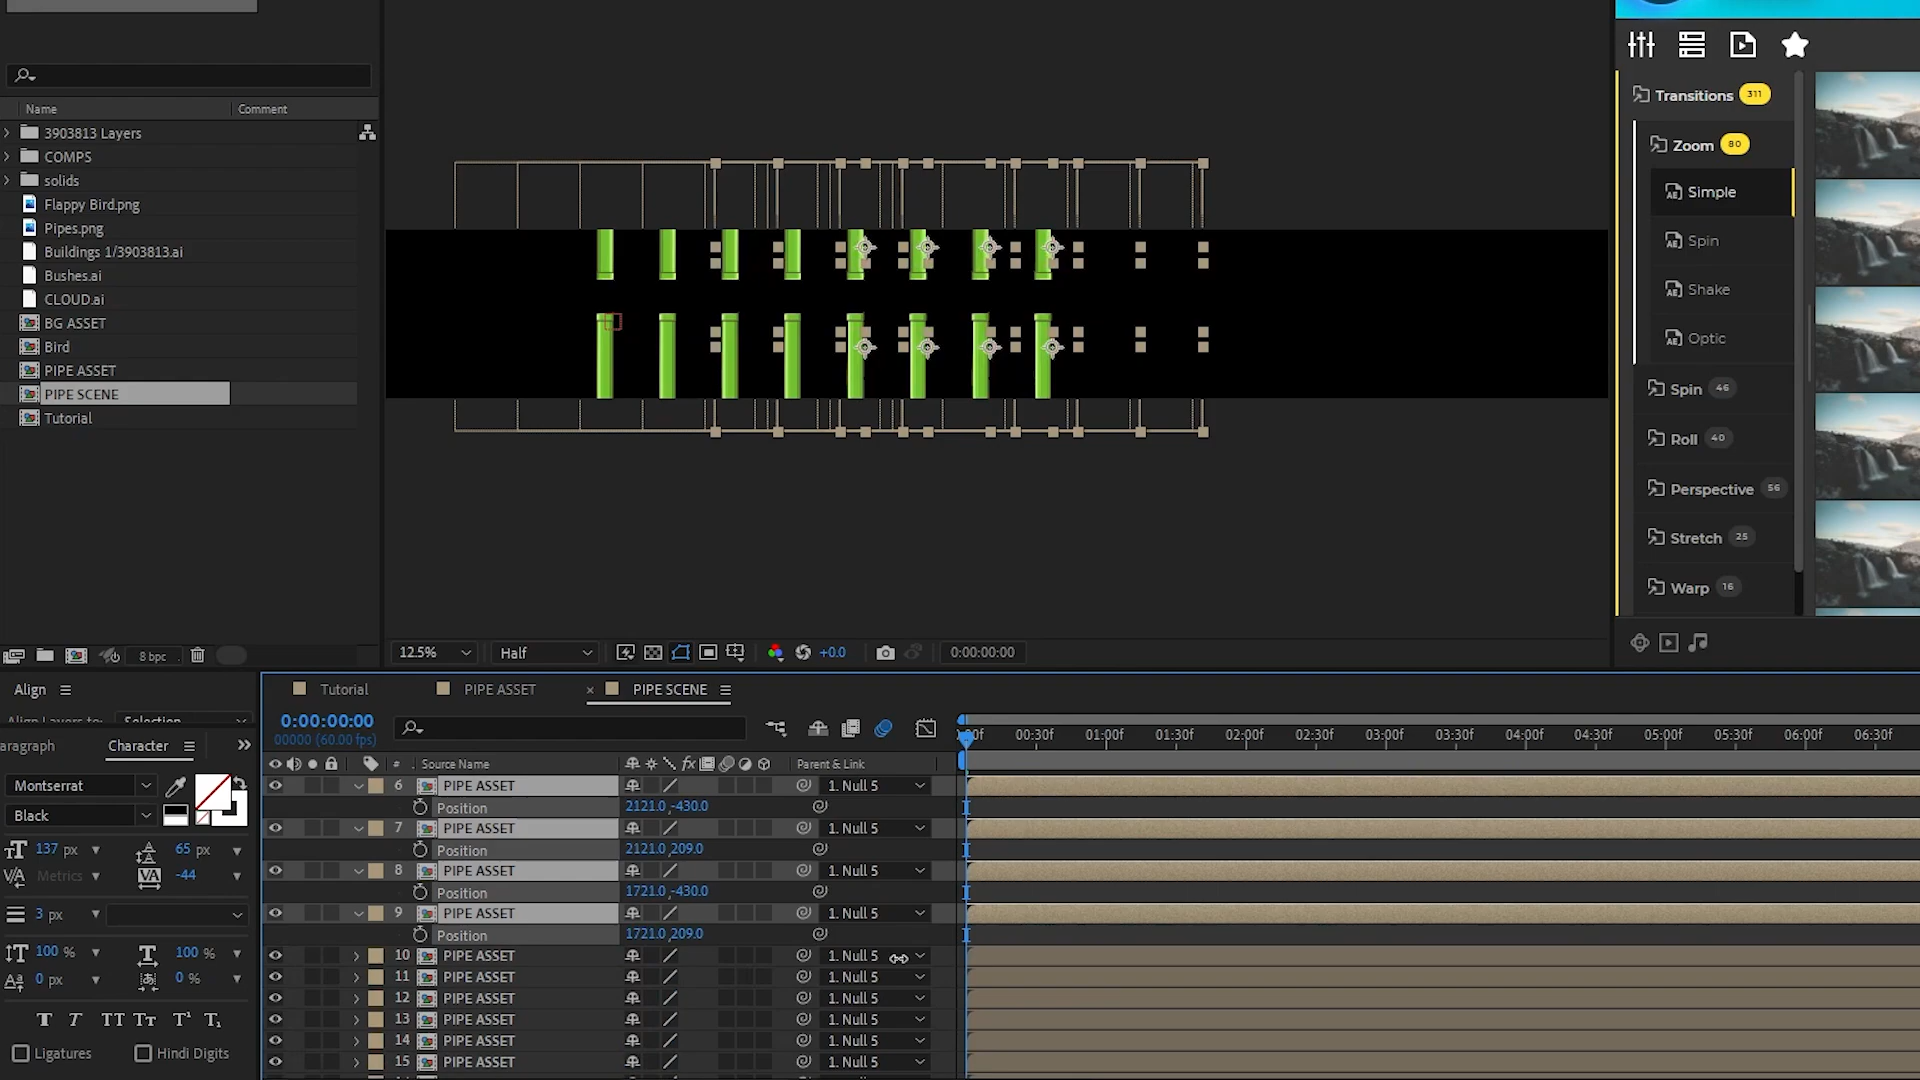 Name
Comment
3903813 Layers
COMPS
solids
Flappy Bird.png
Pipes.png
Buildings 1/3903813.ai
Bushes.ai
CLOUD.ai
BG ASSET
Bird
PIPE ASSET
PIPE SCENE
Tutorial
8 bpc
12.5%
Half
+0.0
0:00:00:00
Transitions 311
Zoom 80
Simple
Spin
Shake
Optic
Spin 46
Roll 40
Perspective 56
Stretch 25
Warp 16
Align
Align Layers to: Selection
aragraph
Character
Montserrat
Black
137 px
65 px
Metrics
-44
3 px
100 %
100 %
0 px
0 %
Ligatures
Hindi Digits
Tutorial
PIPE ASSET
PIPE SCENE
0:00:00:00
00000 (60.00 fps)
00:30f 01:00f 01:30f 02:00f 02:30f 03:00f 03:30f 04:00f 04:30f 05:00f 05:30f 06:00f 06:30f
# Source Name
Parent & Link
6 PIPE ASSET 1. Null 5
Position 2121.0,-430.0
7 PIPE ASSET 1. Null 5
Position 2121.0,209.0
8 PIPE ASSET 1. Null 5
Position 1721.0,-430.0
9 PIPE ASSET 1. Null 5
Position 1721.0,209.0
10 PIPE ASSET 1. Null 5
11 PIPE ASSET 1. Null 5
12 PIPE ASSET 1. Null 5
13 PIPE ASSET 1. Null 5
14 PIPE ASSET 1. Null 5
15 PIPE ASSET 1. Null 5